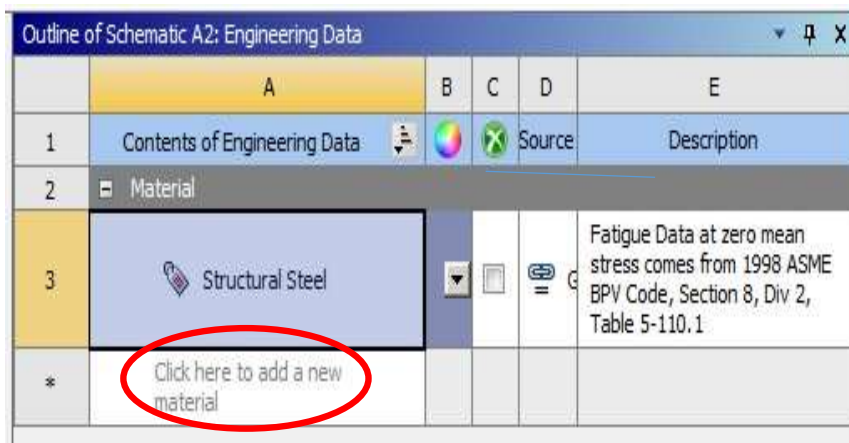 Outline of Schematic A2: Engineering Data
A B C D E
1 Contents of Engineering Data Source Description
2 Material
3 Structural Steel
Fatigue Data at zero mean
stress comes from 1998 ASME
BPV Code, Section 8, Div 2,
Table 5-110.1
* Click here to add a new
material